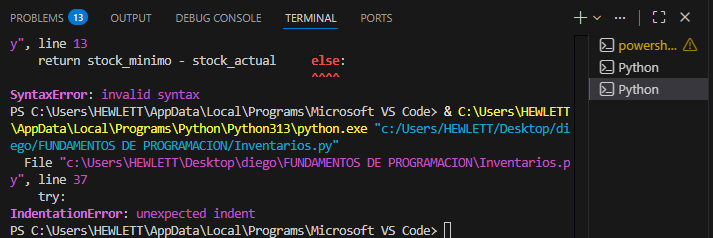 PROBLEMS 13 OUTPUT DEBUG CONSOLE TERMINAL PORTS
y", line 13
return stock_minimo - stock_actual else:
^^^^
SyntaxError: invalid syntax
PS C:\Users\HEWLETT\AppData\Local\Programs\Microsoft VS Code> & C:\Users\HEWLETT
\AppData\Local\Programs\Python\Python313\python.exe "c:/Users/HEWLETT/Desktop/di
ego/FUNDAMENTOS DE PROGRAMACION/Inventarios.py"
File "c:\Users\HEWLETT\Desktop\diego\FUNDAMENTOS DE PROGRAMACION\Inventarios.p
y", line 37
try:
IndentationError: unexpected indent
PS C:\Users\HEWLETT\AppData\Local\Programs\Microsoft VS Code>
powersh...
Python
Python